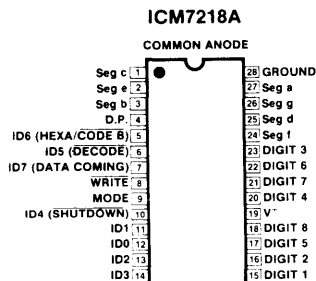 ICM7218A
COMMON ANODE
Seg c 1 28 GROUND
Seg e 2 27 Seg a
Seg b 3 26 Seg g
D.P. 4 25 Seg d
ID6 (HEXA/CODE B) 5 24 Seg f
ID5 (DECODE) 6 23 DIGIT 3
ID7 (DATA COMING) 7 22 DIGIT 6
WRITE 8 21 DIGIT 7
MODE 9 20 DIGIT 4
ID4 (SHUTDOWN) 10 19 V⁻
ID1 11 18 DIGIT 8
ID0 12 17 DIGIT 5
ID2 13 16 DIGIT 2
ID3 14 15 DIGIT 1